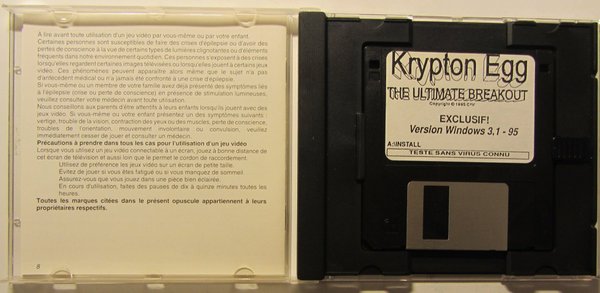 À lire avant toute utilisation d'un jeu vidéo par vous-même ou par votre enfant.
Certaines personnes sont susceptibles de faire des crises d'épilepsie ou d'avoir des
pertes de conscience à la vue de certains types de lumières clignotantes ou d'éléments
fréquents dans notre environnement quotidien. Ces personnes s'exposent à des crises
lorsqu'elles regardent certaines images télévisées ou lorsqu'elles jouent à certains jeux
vidéo. Ces phénomènes peuvent apparaître alors même que le sujet n'a pas
d'antécédent médical ou n'a jamais été confronté à une crise d'épilepsie.
Si vous-même ou un membre de votre famille avez déjà présenté des symptômes liés
à l'épilepsie (crise ou perte de conscience) en présence de stimulation lumineuses,
veuillez consulter votre médecin avant toute utilisation.
Nous conseillons aux parents d'être attentifs à leurs enfants lorsqu'ils jouent avec des
jeux vidéo. Si vous-même ou votre enfant présentez un des symptômes suivants :
vertige, trouble de la vision, contraction des yeux ou des muscles, perte de conscience,
troubles de l'orientation, mouvement involontaire ou convulsion, veuillez
immédiatement cesser de jouer et consulter un médecin.
Précautions à prendre dans tous les cas pour l'utilisation d'un jeu vidéo
Lorsque vous utilisez un jeu vidéo connectable à un écran, jouez à bonne distance de
cet écran de télévision et aussi loin que le permet le cordon de raccordement.
Utilisez de préférence les jeux vidéo sur un écran de petite taille.
Evitez de jouer si vous êtes fatigué ou si vous manquez de sommeil
Assurez-vous que vous jouez dans une pièce bien éclairée.
En cours d'utilisation, faites des pauses de dix à quinze minutes toutes les
heures.
Toutes les marques citées dans le présent opuscule appartiennent à leurs
propriétaires respectifs.
8
Krypton Egg
THE ULTIMATE BREAKOUT
EXCLUSIF!
Version Windows 3.1 - 95
A:\INSTALL
TESTE SANS VIRUS CONNU